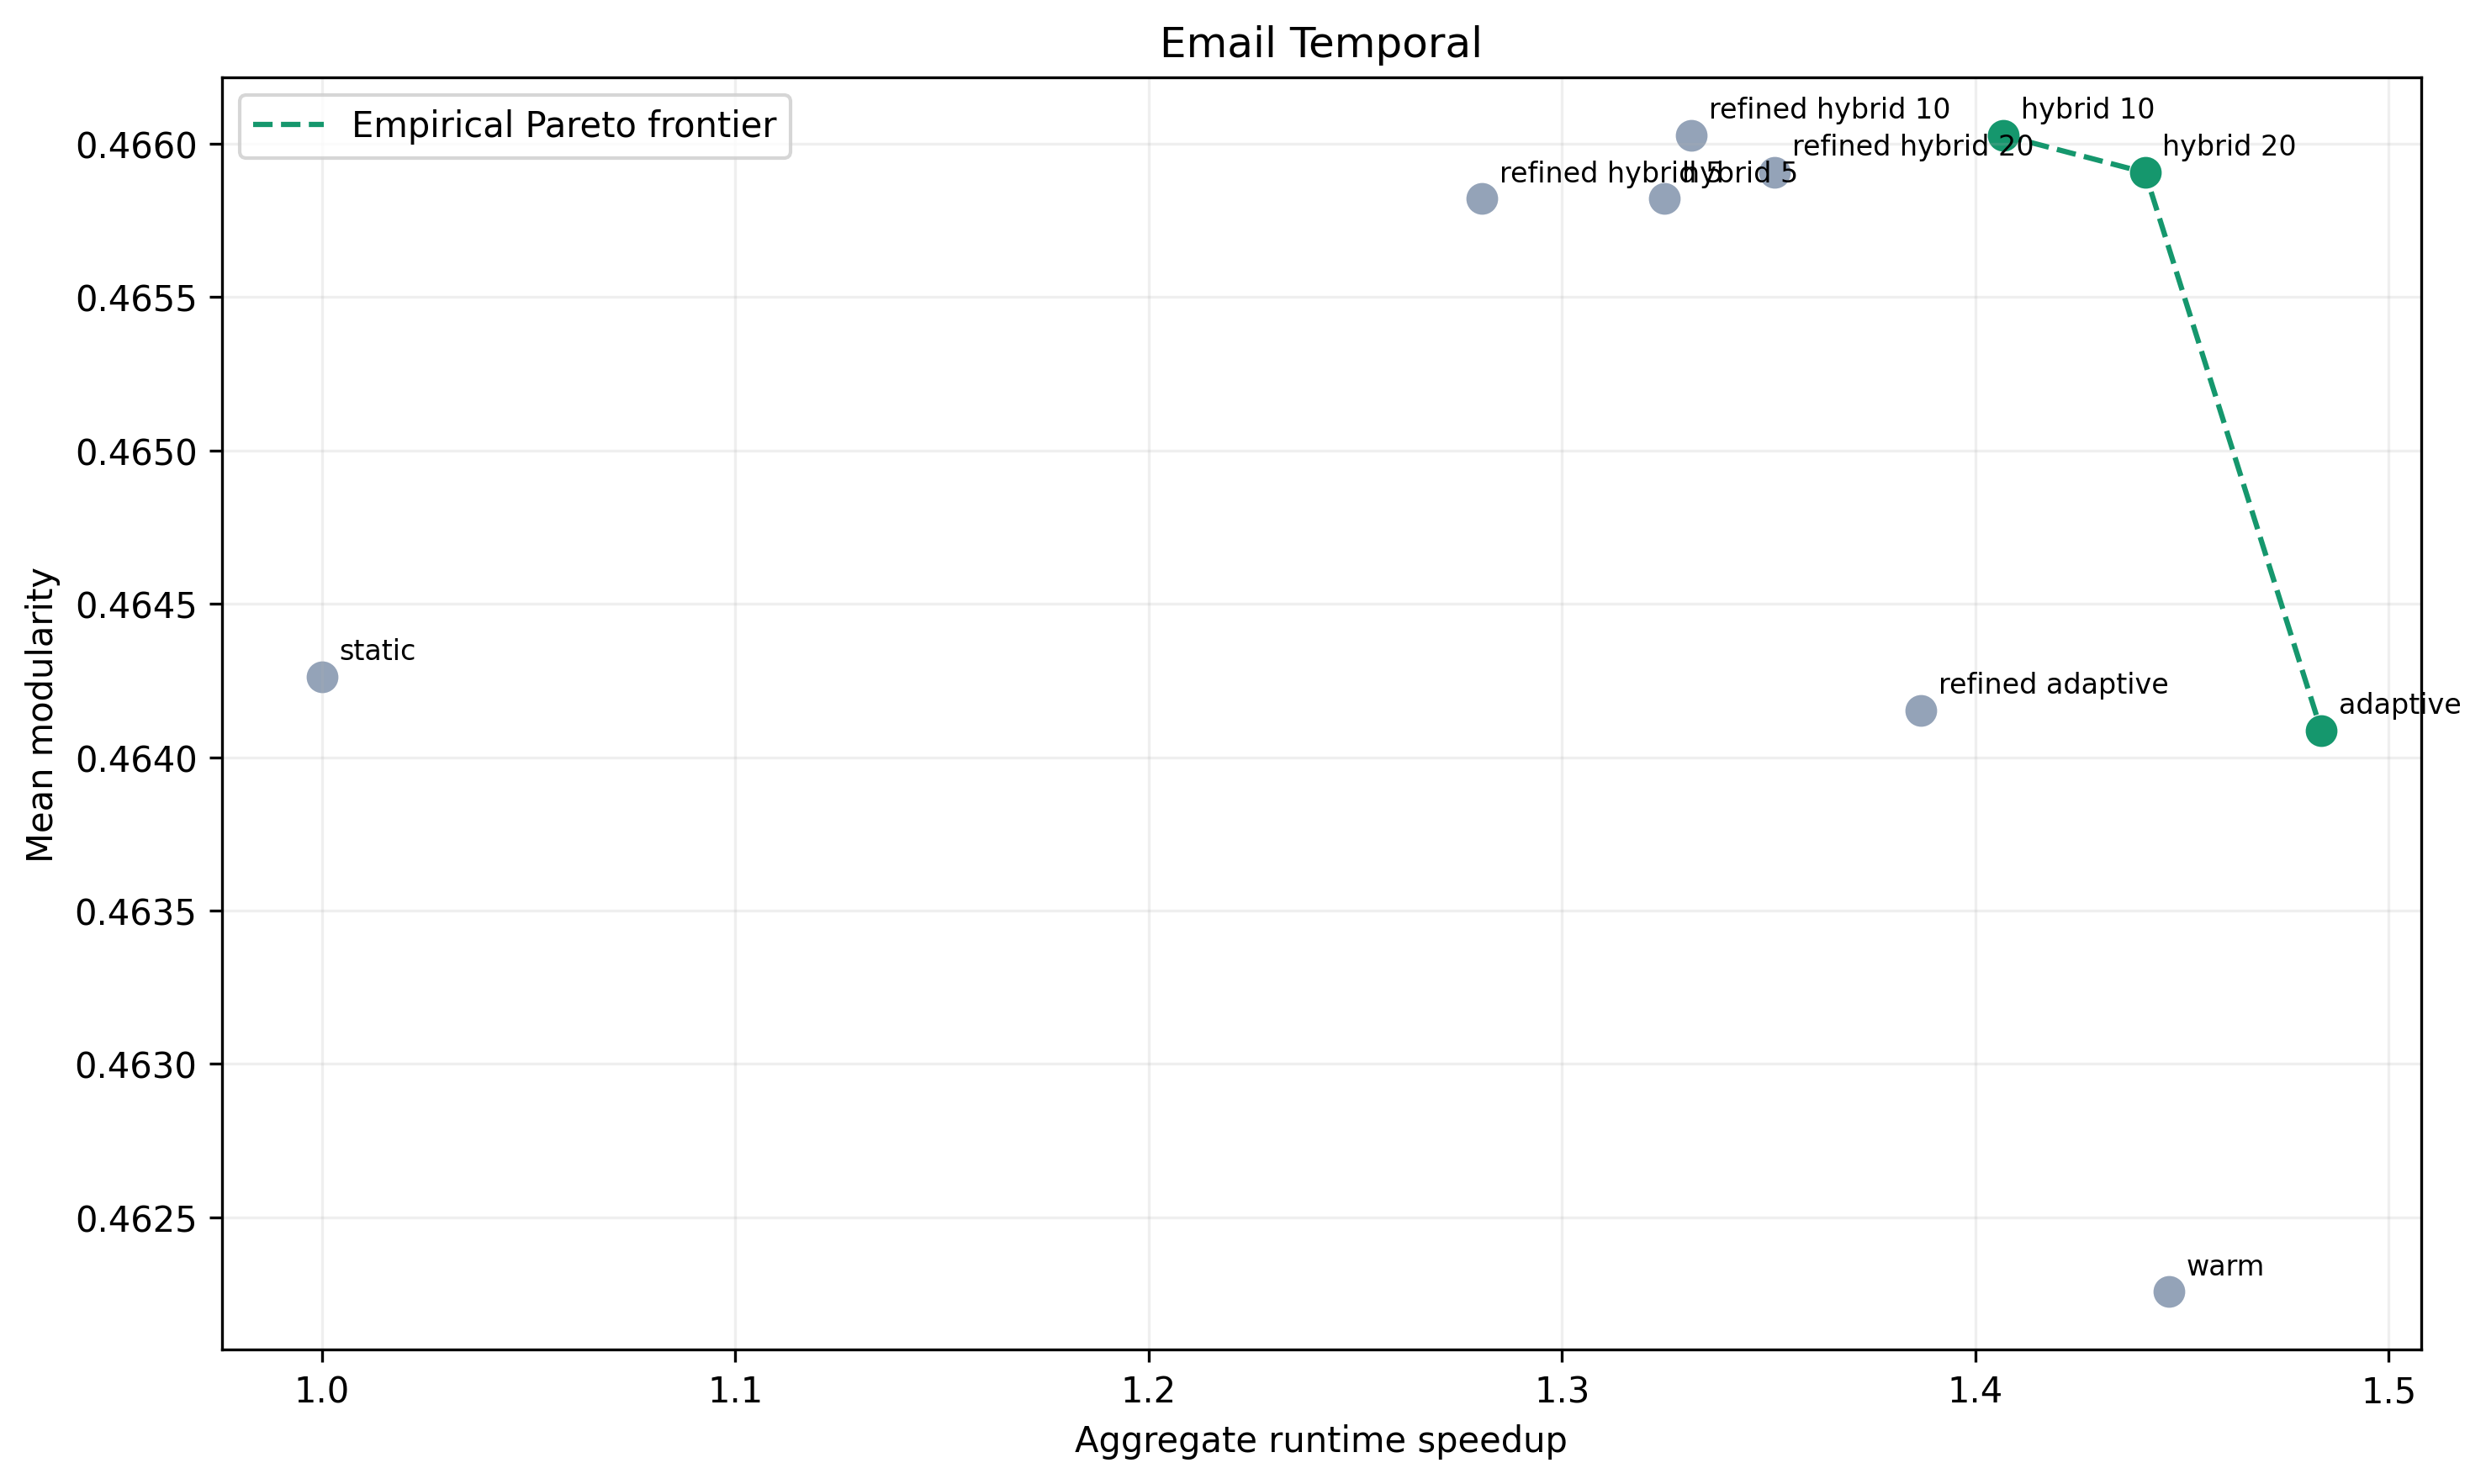 Email Temporal
Empirical Pareto frontier
refined hybrid 10
hybrid 10
refined hybrid 20
hybrid 20
refined hybrid 5
hybrid 5
static
refined adaptive
adaptive
warm
0.4660
0.4655
0.4650
0.4645
0.4640
0.4635
0.4630
0.4625
Mean modularity
1.0
1.1
1.2
1.3
1.4
1.5
Aggregate runtime speedup